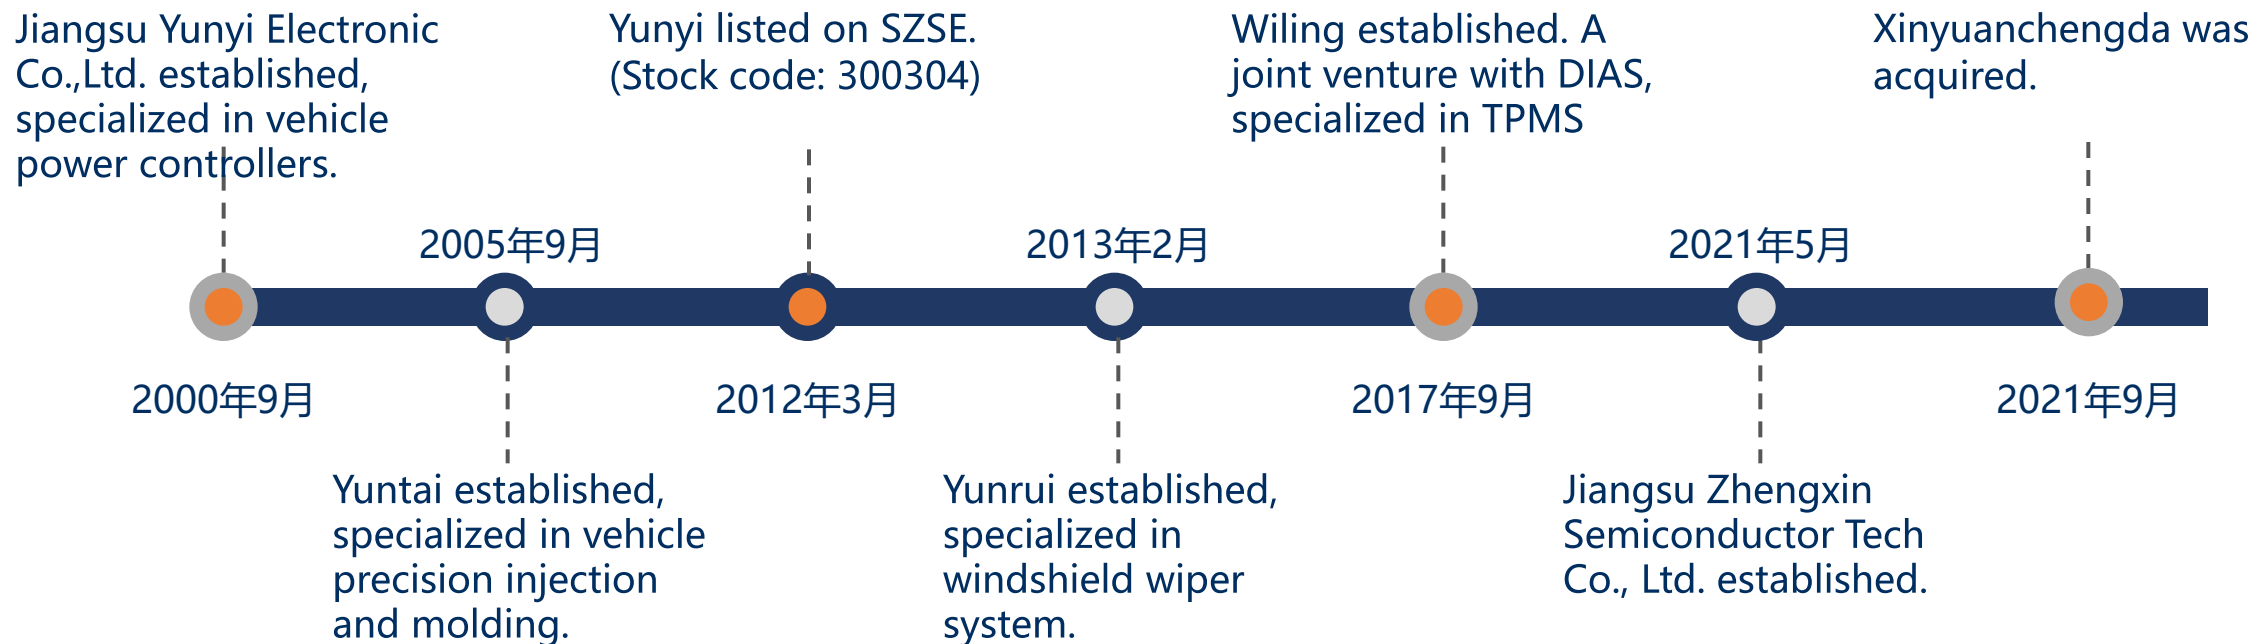 Jiangsu Yunyi Electronic
Co.,Ltd. established,
specialized in vehicle
power controllers.
Yunyi listed on SZSE.
(Stock code: 300304)
Wiling established. A
joint venture with DIAS,
specialized in TPMS
Xinyuanchengda was
acquired.
2005年9月
2013年2月
2021年5月
2000年9月
2012年3月
2017年9月
2021年9月
Yuntai established,
specialized in vehicle
precision injection
and molding.
Yunrui established,
specialized in
windshield wiper
system.
Jiangsu Zhengxin
Semiconductor Tech
Co., Ltd. established.